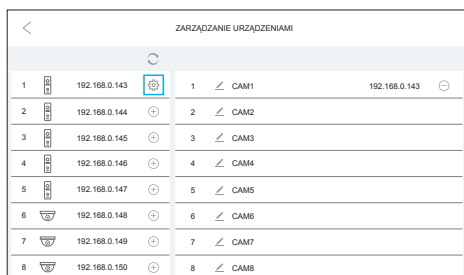 ZARZĄDZANIE URZĄDZENIAMI
1 192.168.0.143 1 CAM1 192.168.0.143
2 192.168.0.144 2 CAM2
3 192.168.0.145 3 CAM3
4 192.168.0.146 4 CAM4
5 192.168.0.147 5 CAM5
6 192.168.0.148 6 CAM6
7 192.168.0.149 7 CAM7
8 192.168.0.150 8 CAM8